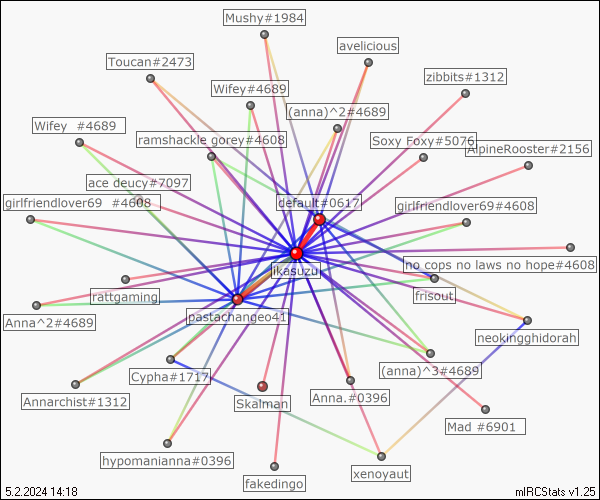 Mushy#1984
avelicious
Toucan#2473
zibbits#1312
Wifey#4689
(anna)^2#4689
Wifey  #4689
ramshackle gorey#4608
Soxy Foxy#5076
AlpineRooster#2156
ace deucy#7097
girlfriendlover69  #4608
default#0617
girlfriendlover69#4608
ikasuzu
no cops no laws no hope#4608
rattgaming
frisout
Anna^2#4689
pastachangeo41
neokingghidorah
Cypha#1717
(anna)^3#4689
Annarchist#1312
Skalman
Anna.#0396
Mad #6901
hypomanianna#0396
xenoyaut
fakedingo
5.2.2024 14:18
mIRCStats v1.25